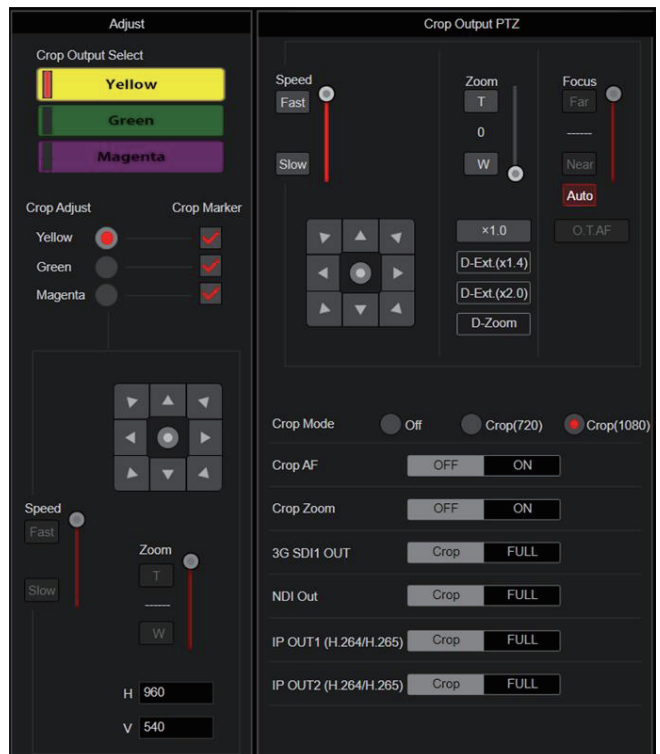 Adjust
Crop Output Select
Yellow
Green
Magenta
Crop Adjust Crop Marker
Yellow
Green
Magenta
Speed
Fast
Slow
Zoom
T
------
W
H 960
V 540
Crop Output PTZ
Speed
Fast
Slow
Zoom
T
0
W
Focus
Far
------
Near
Auto
×1.0 O.T.AF
D-Ext.(x1.4)
D-Ext.(x2.0)
D-Zoom
Crop Mode Off Crop(720) Crop(1080)
Crop AF OFF ON
Crop Zoom OFF ON
3G SDI1 OUT Crop FULL
NDI Out Crop FULL
IP OUT1 (H.264/H.265) Crop FULL
IP OUT2 (H.264/H.265) Crop FULL